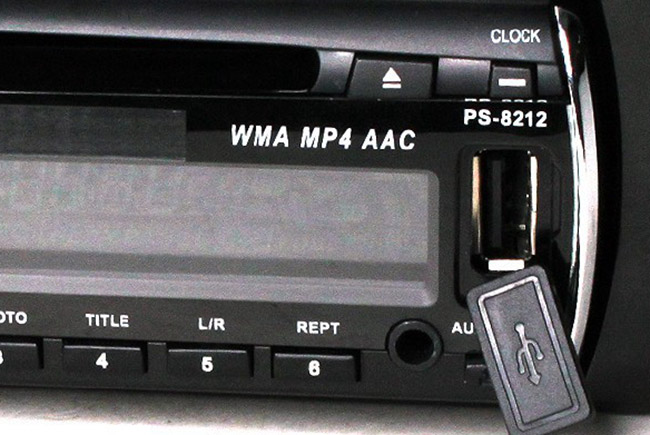 CLOCK
PS-8212
WMA MP4 AAC
TITLE L/R REPT
4 5 6